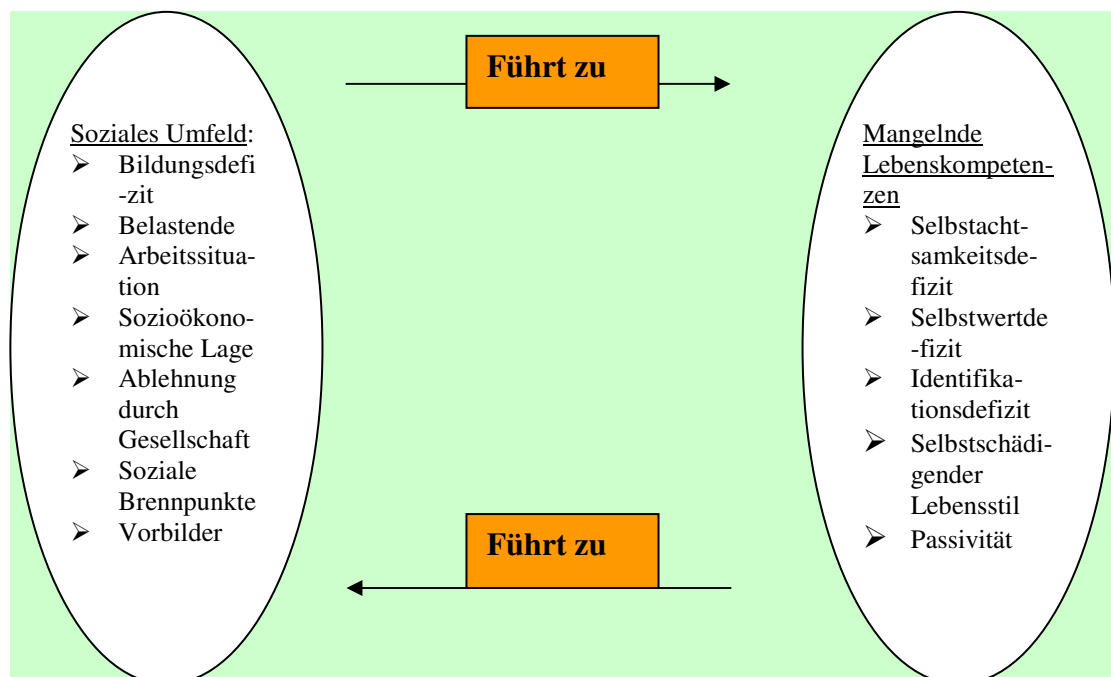 Führt zu
Soziales Umfeld:
➢ Bildungsdefi
-zit
➢ Belastende
➢ Arbeitssitua-
tion
➢ Sozioökono-
mische Lage
➢ Ablehnung
durch
Gesellschaft
➢ Soziale
Brennpunkte
➢ Vorbilder
Mangelnde
Lebenskompeten-
zen
➢ Selbstacht-
samkeitsde-
fizit
➢ Selbstwertde
-fizit
➢ Identifika-
tionsdefizit
➢ Selbstschädi-
gender
Lebensstil
➢ Passivität
Führt zu